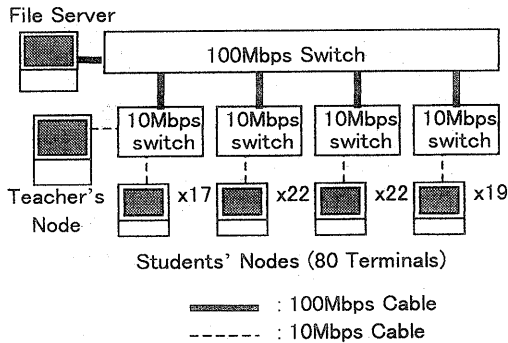 File Server
100Mbps Switch
10Mbps switch
10Mbps switch
10Mbps switch
10Mbps switch
Teacher's Node
x17
x22
x22
x19
Students' Nodes (80 Terminals)
: 100Mbps Cable
: 10Mbps Cable